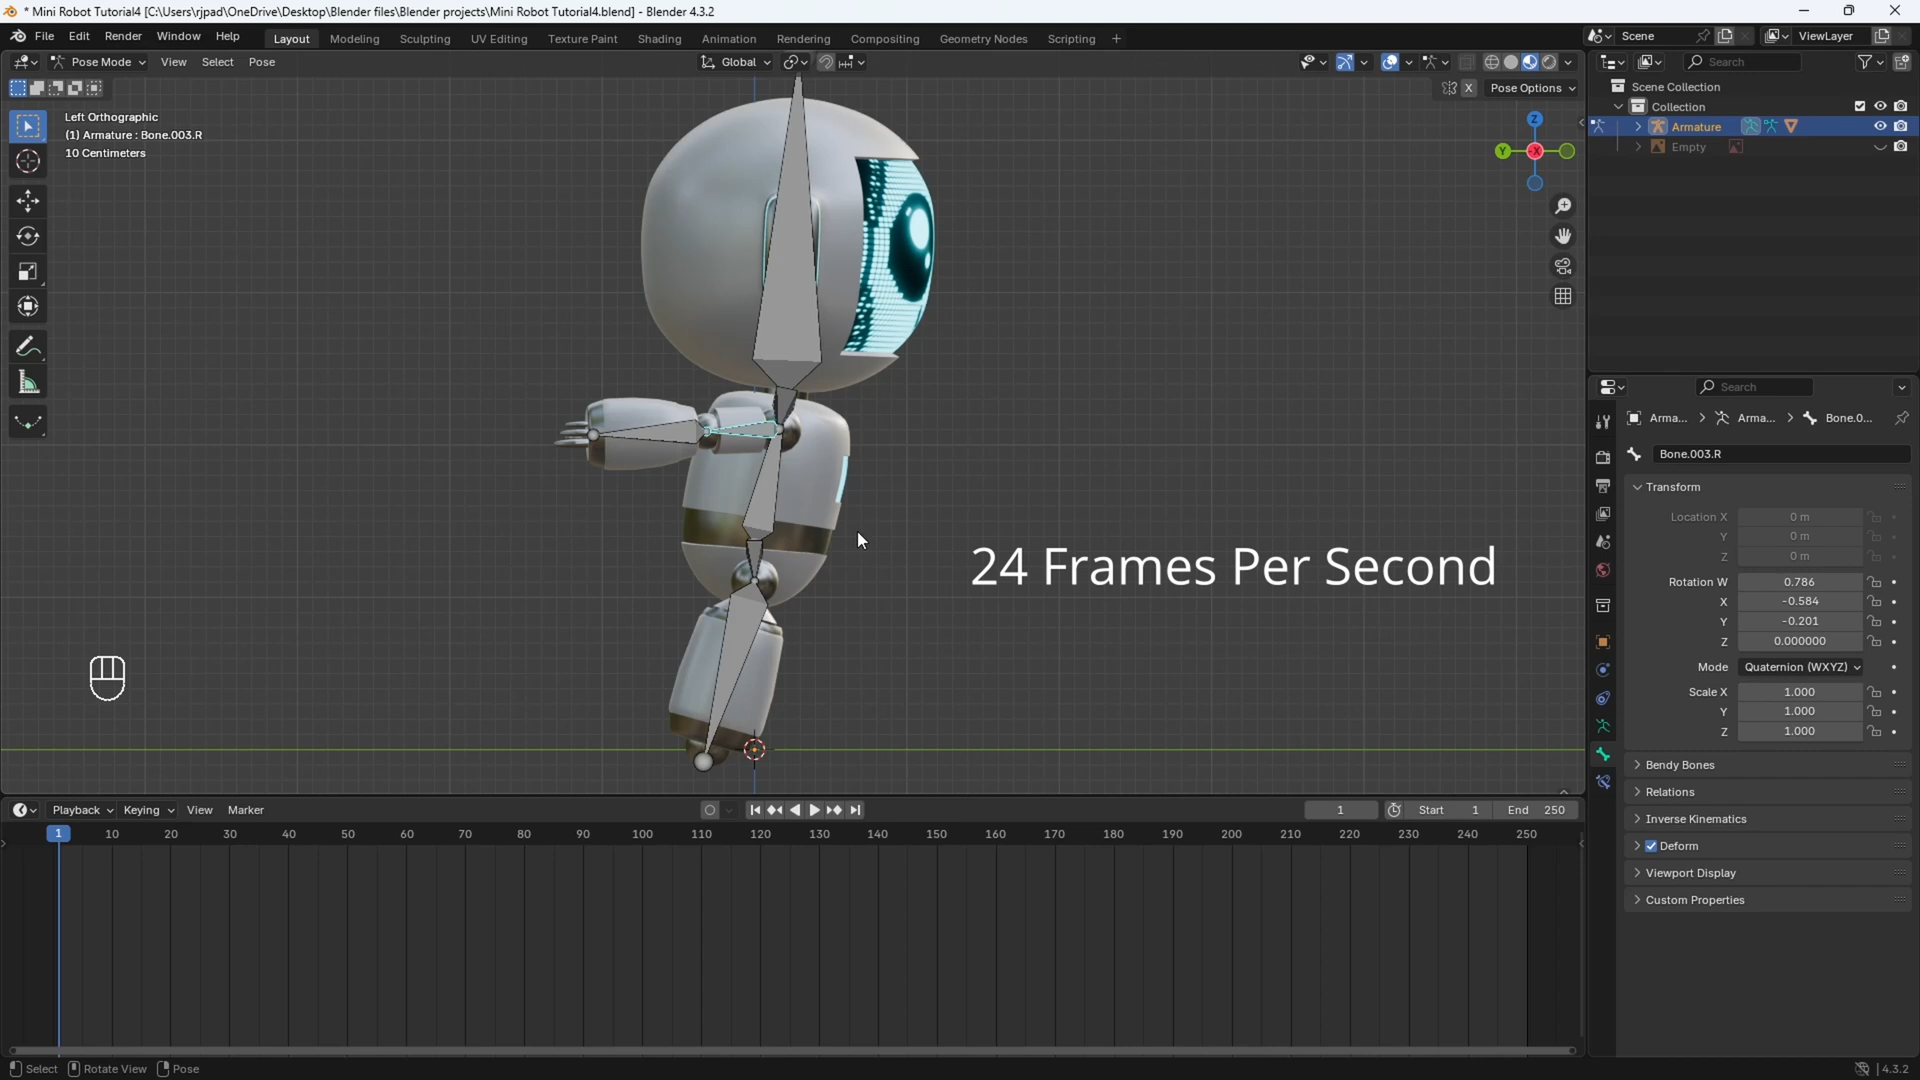 * Mini Robot Tutorial4 [C:\Users\rjpad\OneDrive\Desktop\Blender files\Blender projects\Mini Robot Tutorial4.blend] - Blender 4.3.2
File Edit Render Window Help Layout Modeling Sculpting UV Editing Texture Paint Shading Animation Rendering Compositing Geometry Nodes Scripting + Scene ViewLayer
Pose Mode View Select Pose Global Search
X Pose Options
Scene Collection
Collection
Armature
Empty
Left Orthographic
(1) Armature : Bone.003.R
10 Centimeters
Z
Y -X
24 Frames Per Second
Search
Arma... Arma... Bone.0...
Bone.003.R
Transform
Location X 0 m
Y 0 m
Z 0 m
Rotation W 0.786
X -0.584
Y -0.201
Z 0.000000
Mode Quaternion (WXYZ)
Scale X 1.000
Y 1.000
Z 1.000
Bendy Bones
Relations
Inverse Kinematics
Deform
Viewport Display
Custom Properties
Playback Keying View Marker 1 Start 1 End 250
1 10 20 30 40 50 60 70 80 90 100 110 120 130 140 150 160 170 180 190 200 210 220 230 240 250
Select Rotate View Pose 4.3.2